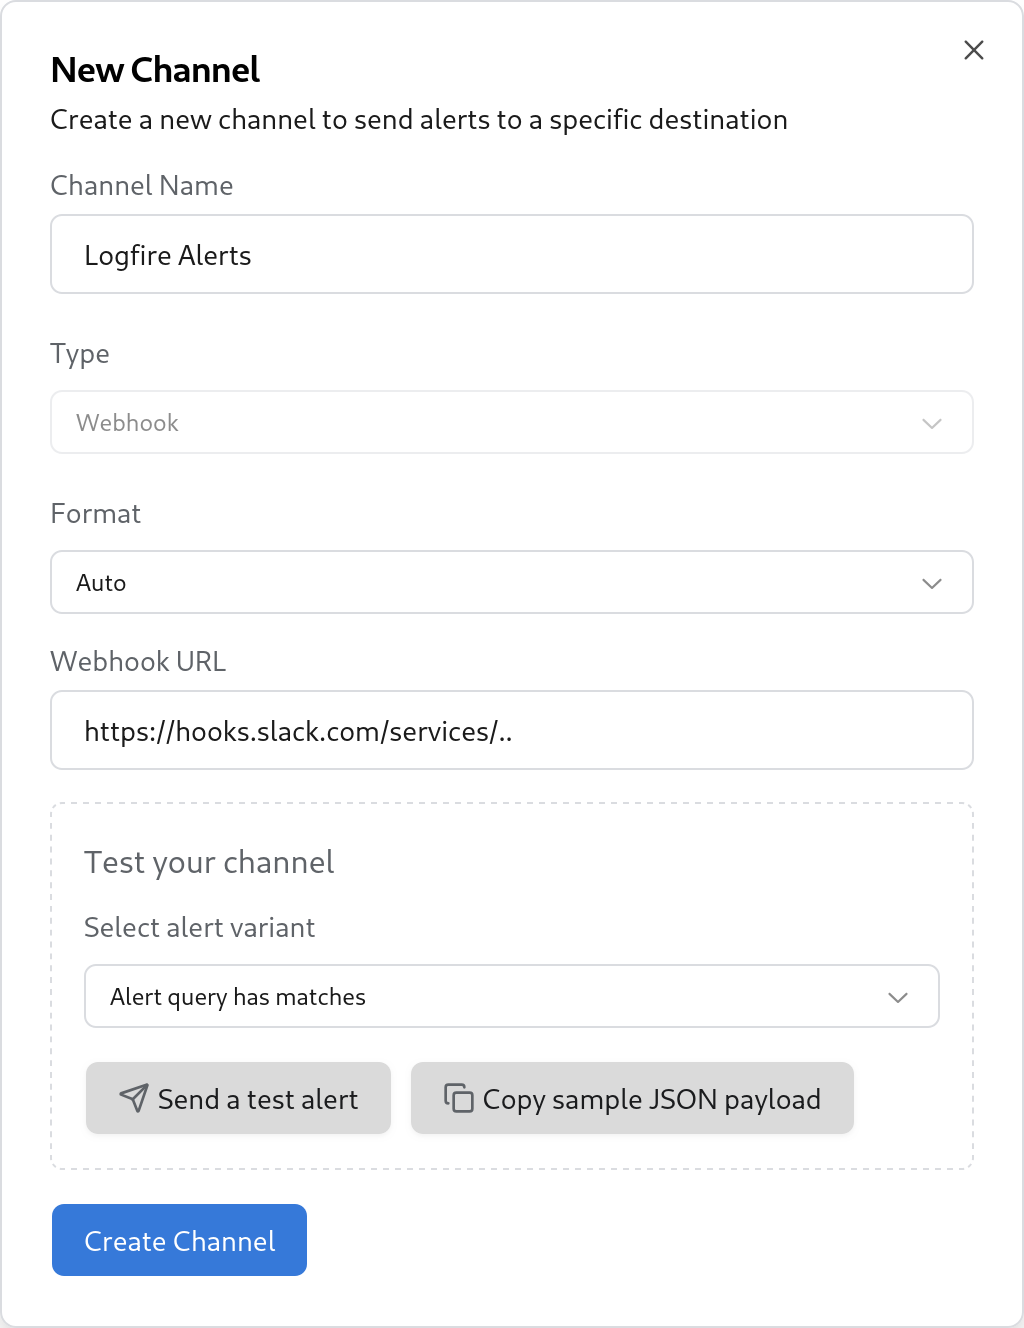 New Channel
Create a new channel to send alerts to a specific destination
Channel Name
Logfire Alerts
Type
Webhook
Format
Auto
Webhook URL
https://hooks.slack.com/services/..
Test your channel
Select alert variant
Alert query has matches
Send a test alert
Copy sample JSON payload
Create Channel